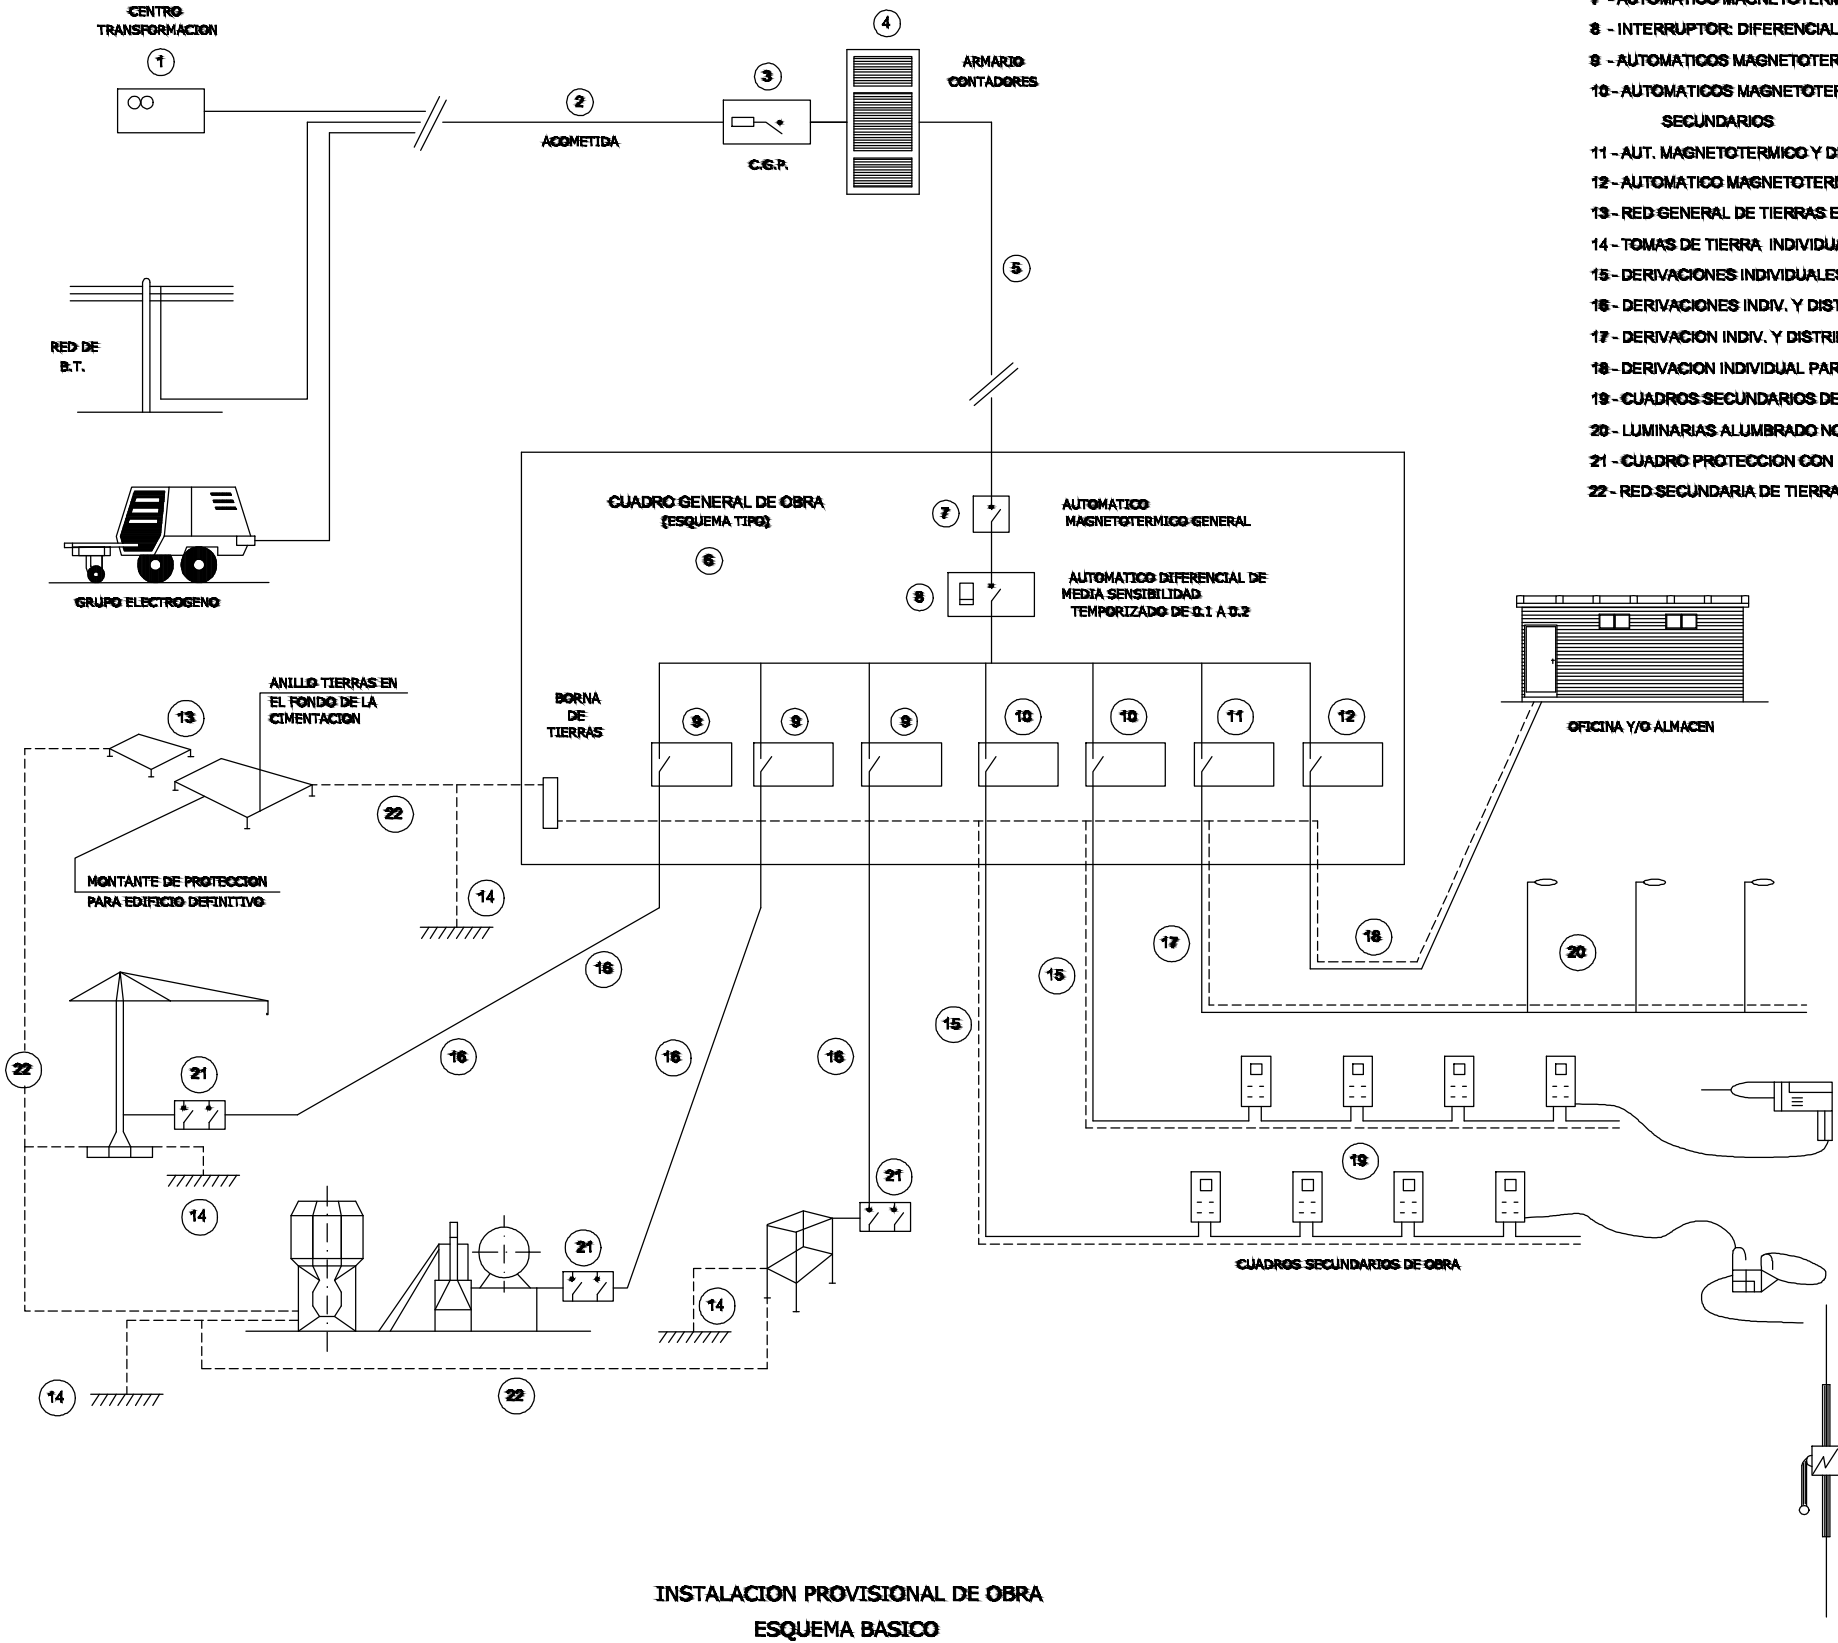 CENTRO
TRANSFORMACION
1
2
ACOMETIDA
3
C.G.P.
4
ARMARIO
CONTADORES
5
RED DE
B.T.
GRUPO ELECTROGENO
8 - INTERRUPTOR DIFERENCIAL
9 - AUTOMATICOS MAGNETOTER
10 - AUTOMATICOS MAGNETOTER
SECUNDARIOS
11 - AUT. MAGNETOTERMICO Y D
12 - AUTOMATICO MAGNETOTER
13 - RED GENERAL DE TIERRAS E
14 - TOMAS DE TIERRA INDIVIDU
15 - DERIVACIONES INDIVIDUALES
16 - DERIVACIONES INDIV. Y DIST
17 - DERIVACION INDIV. Y DISTRI
18 - DERIVACION INDIVIDUAL PAR
19 - CUADROS SECUNDARIOS DE
20 - LUMINARIAS ALUMBRADO NO
21 - CUADRO PROTECCION CON
22 - RED SECUNDARIA DE TIERRA
CUADRO GENERAL DE OBRA
(ESQUEMA TIPO)
6
7
AUTOMATICO
MAGNETOTERMICO GENERAL
8
AUTOMATICO DIFERENCIAL DE
MEDIA SENSIBILIDAD
TEMPORIZADO DE 0.1 A 0.2
BORNA
DE
TIERRAS
9
9
9
10
10
11
12
OFICINA Y/O ALMACEN
13
ANILLO TIERRAS EN
EL FONDO DE LA
CIMENTACION
22
MONTANTE DE PROTECCION
PARA EDIFICIO DEFINITIVO
14
16
15
15
17
18
20
22
21
16
16
16
14
21
21
14
19
CUADROS SECUNDARIOS DE OBRA
14
22
INSTALACION PROVISIONAL DE OBRA
ESQUEMA BASICO